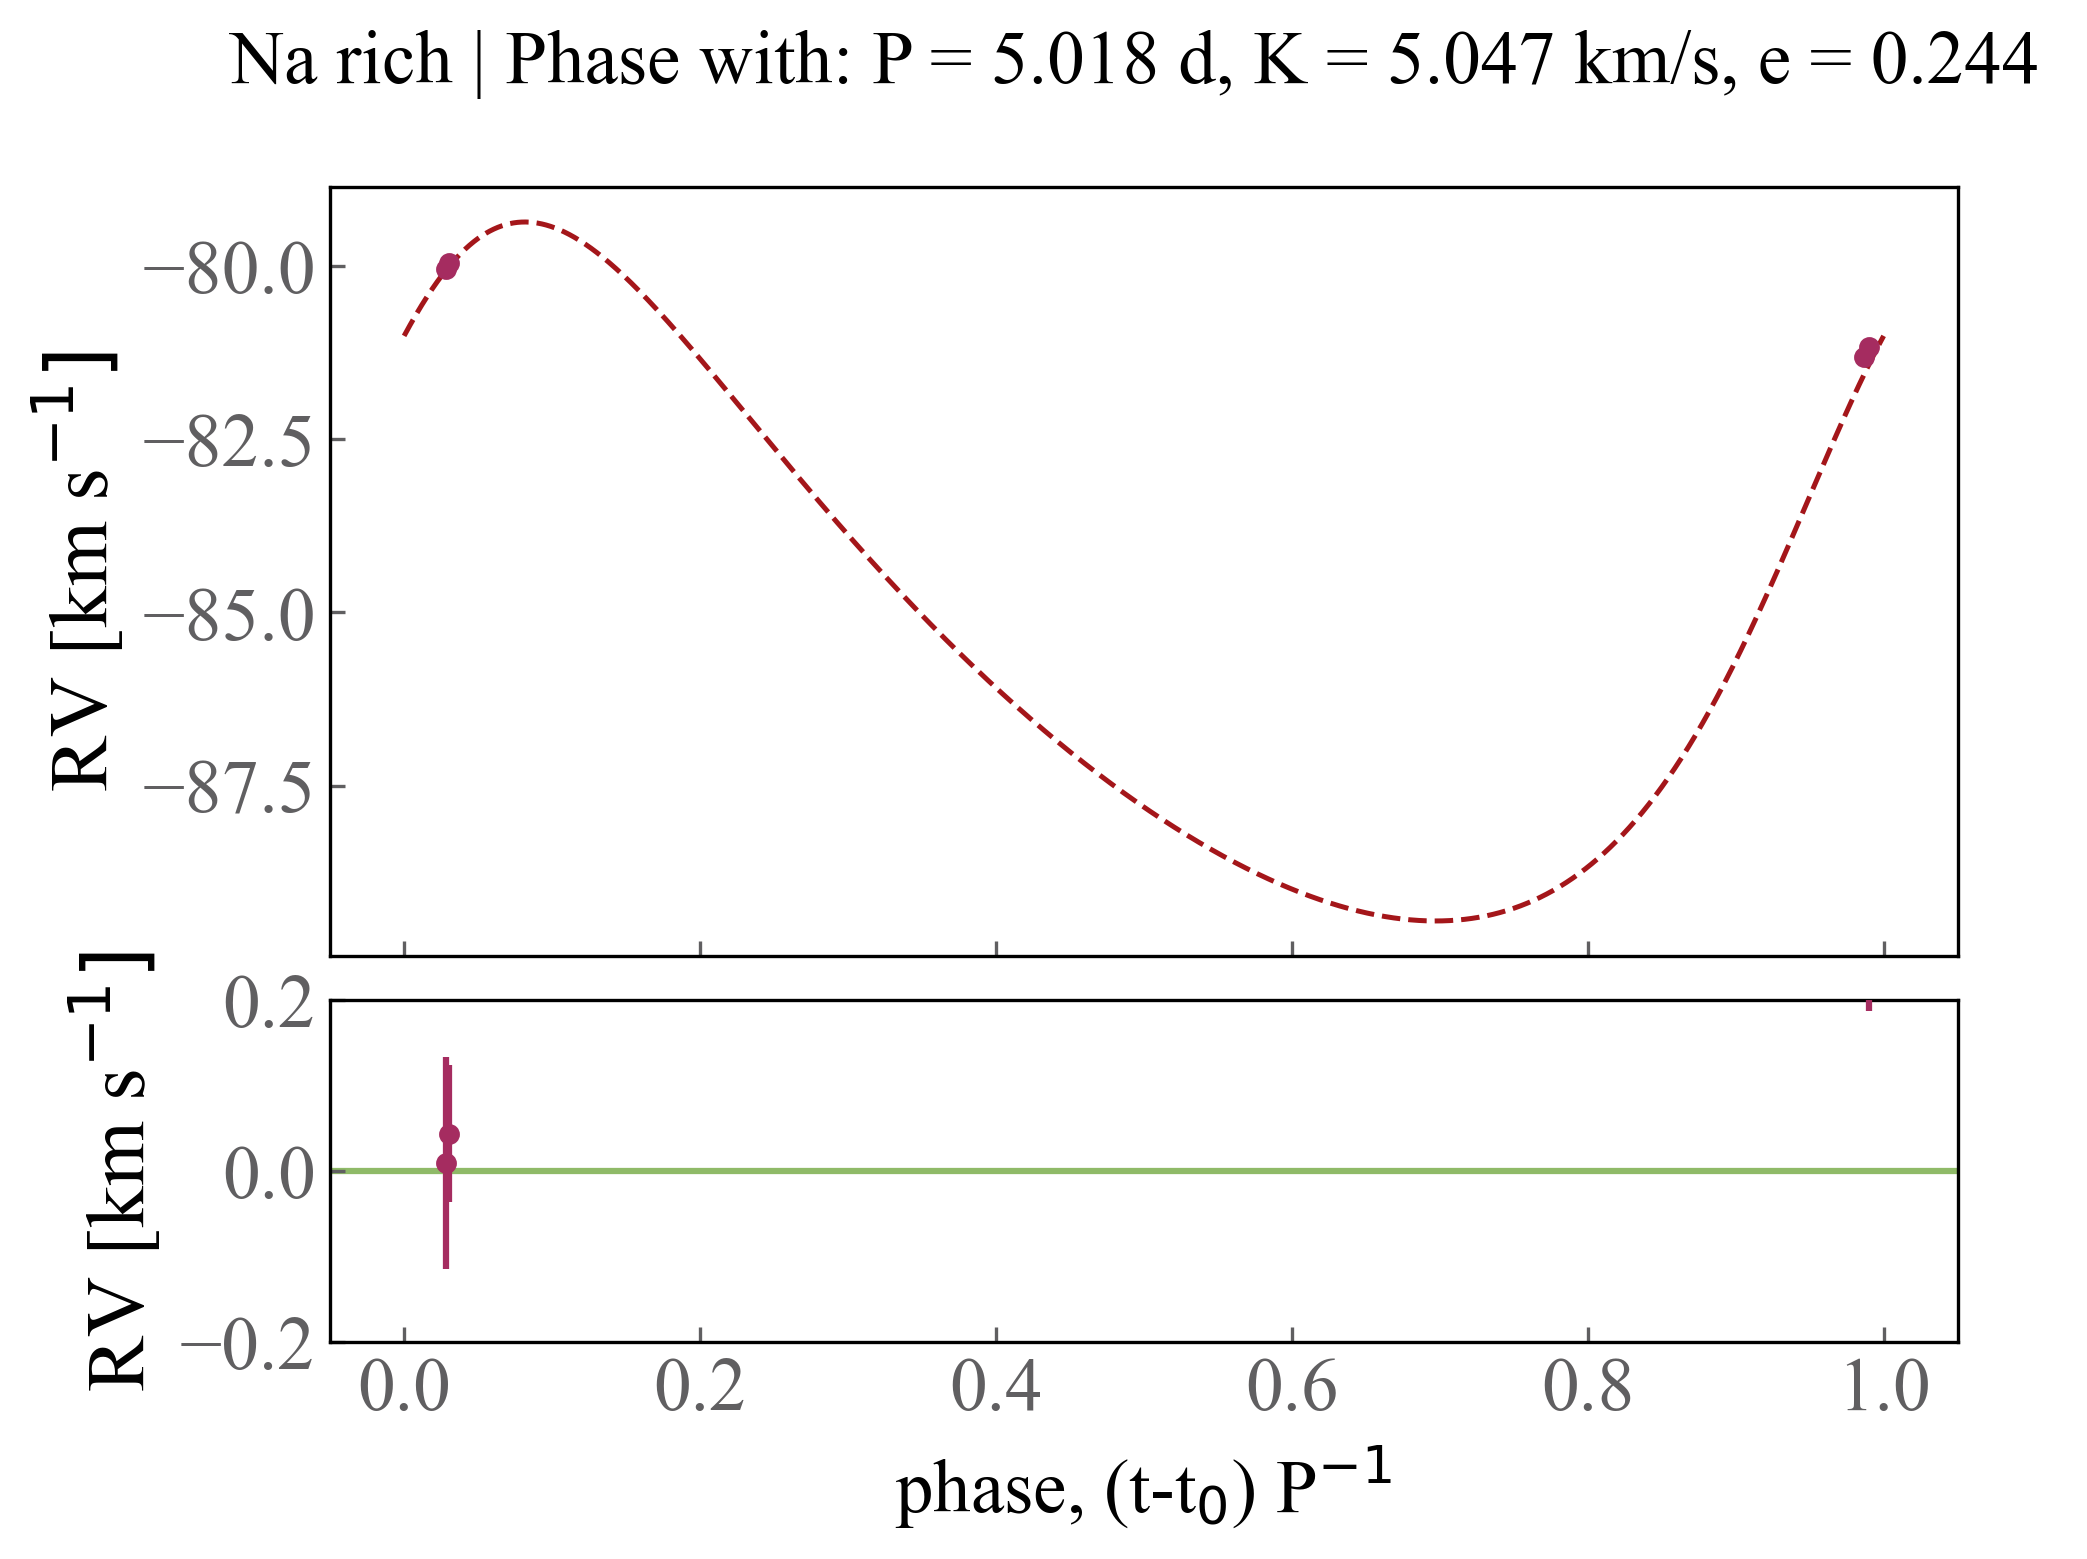 Na rich | Phase with: P = 5.018 d, K = 5.047 km/s, e = 0.244
RV [km s⁻¹]
−80.0
−82.5
−85.0
−87.5
RV [km s⁻¹]
0.2
0.0
−0.2
0.0 0.2 0.4 0.6 0.8 1.0
phase, (t-t₀) P⁻¹